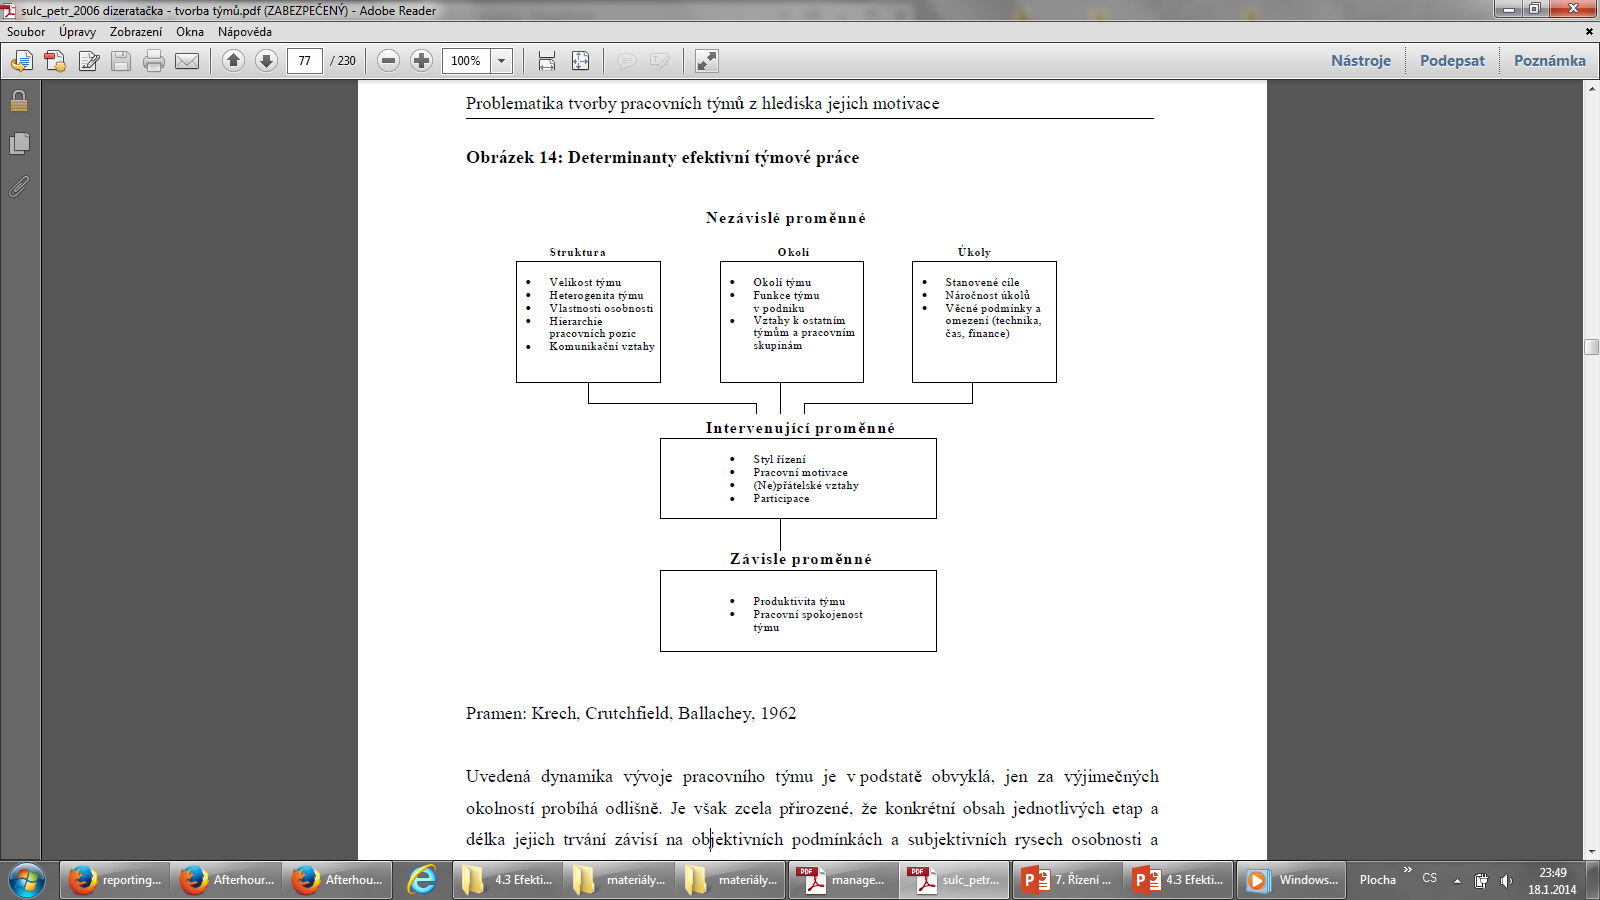 sulc_petr_2006 dizeratačka - tvorba týmů.pdf (ZABEZPEČENÝ) - Adobe Reader
Soubor Úpravy Zobrazení Okna Nápověda
77 / 230 100% Nástroje Podepsat Poznámka
Problematika tvorby pracovních týmů z hlediska jejich motivace
Obrázek 14: Determinanty efektivní týmové práce
Nezávislé proměnné
Struktura
• Velikost týmu
• Heterogenita týmu
• Vlastnosti osobnosti
• Hierarchie
pracovních pozic
• Komunikační vztahy
Okolí
• Okolí týmu
• Funkce týmu
v podniku
• Vztahy k ostatním
týmům a pracovním
skupinám
Úkoly
• Stanovené cíle
• Náročnost úkolů
• Věcné podmínky a
omezení (technika,
čas, finance)
Intervenující proměnné
• Styl řízení
• Pracovní motivace
• (Ne)přátelské vztahy
• Participace
Závisle proměnné
• Produktivita týmu
• Pracovní spokojenost
týmu
Pramen: Krech, Crutchfield, Ballachey, 1962
Uvedená dynamika vývoje pracovního týmu je v podstatě obvyklá, jen za výjimečných
okolností probíhá odlišně. Je však zcela přirozené, že konkrétní obsah jednotlivých etap a
délka jejich trvání závisí na objektivních podmínkách a subjektivních rysech osobnosti a
reporting... Afterhour... Afterhou... 4.3 Efekti... materiály... materiály... manage... sulc_petr... 7. Řízení ... 4.3 Efekti... Windows... Plocha » CS 23:49
18.1.2014